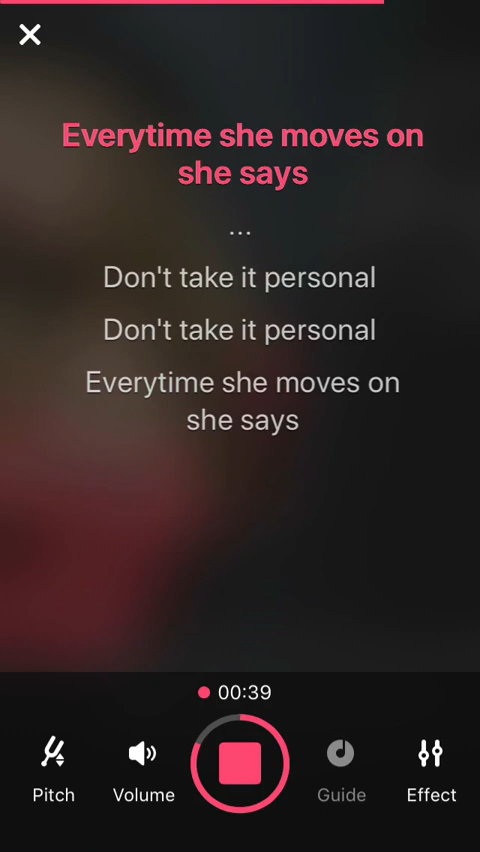 Everytime she moves on
she says
...
Don't take it personal
Don't take it personal
Everytime she moves on
she says
00:39
Pitch
Volume
Guide
Effect